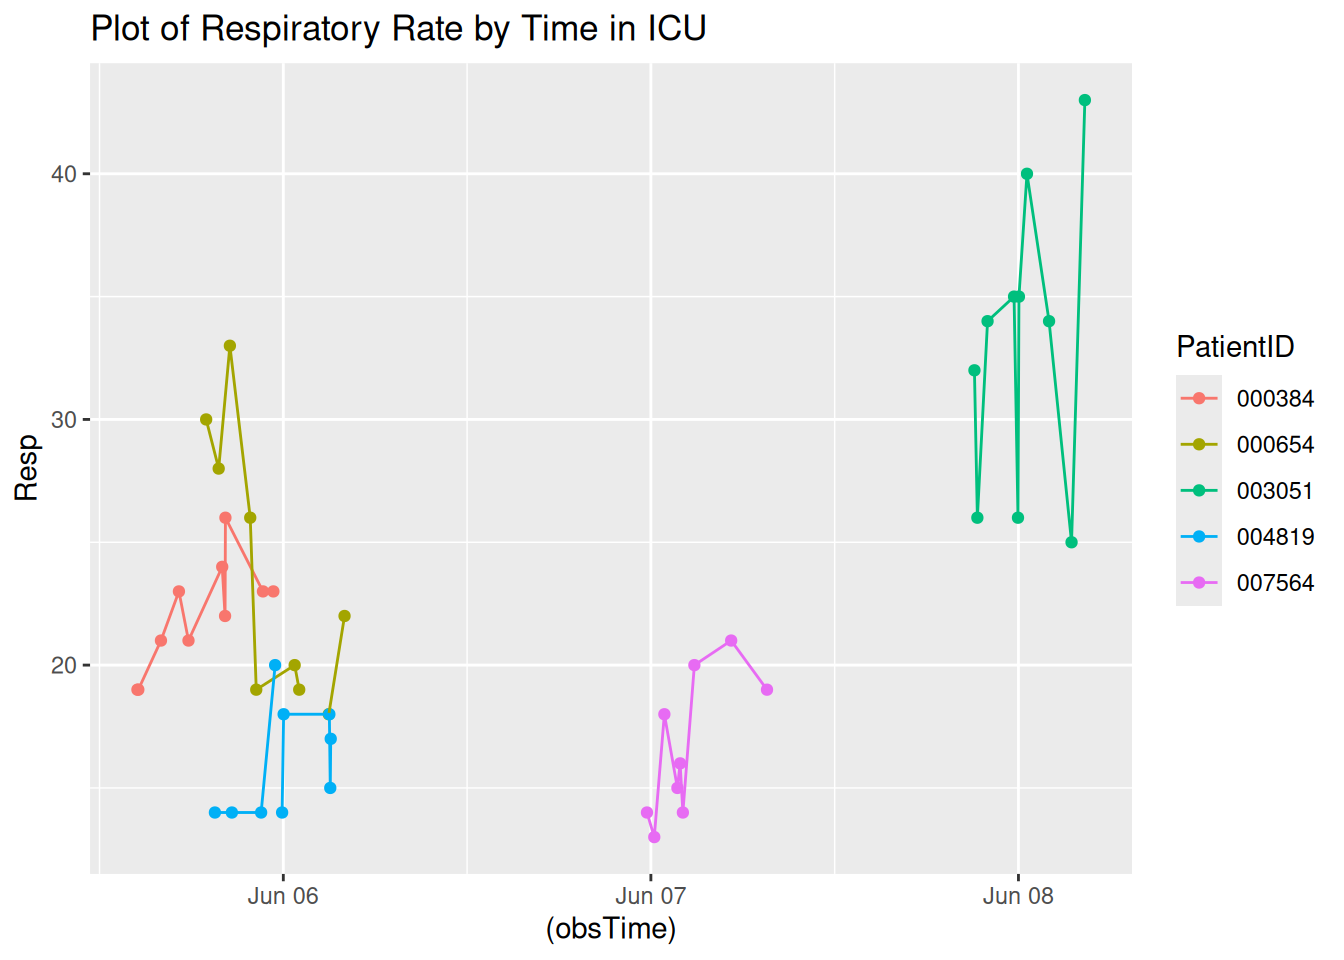 Plot of Respiratory Rate by Time in ICU
40
30
20
Resp
Jun 06
Jun 07
Jun 08
(obsTime)
PatientID
000384
000654
003051
004819
007564